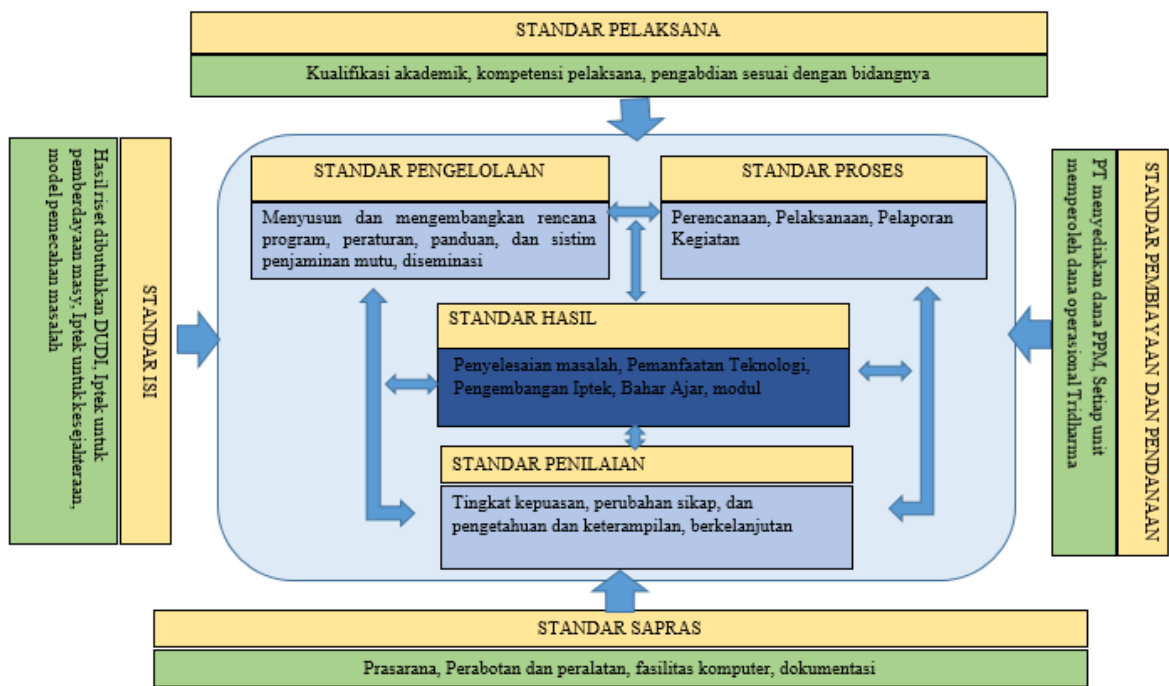 STANDAR PELAKSANA
Kualifikasi akademik, kompetensi pelaksana, pengabdian sesuai dengan bidangnya
STANDAR ISI
Hasil riset dibutuhkan DUDI, Iptek untuk
pemberdayaan masy, Iptek untuk kesejahteraan,
model pemecahan masalah
STANDAR PENGELOLAAN
Menyusun dan mengembangkan rencana
program, peraturan, panduan, dan sistim
penjaminan mutu, diseminasi
STANDAR PROSES
Perencanaan, Pelaksanaan, Pelaporan
Kegiatan
STANDAR HASIL
Penyelesaian masalah, Pemanfaatan Teknologi,
Pengembangan Iptek, Bahar Ajar, modul
STANDAR PENILAIAN
Tingkat kepuasan, perubahan sikap, dan
pengetahuan dan keterampilan, berkelanjutan
STANDAR PEMBIAYAAN DAN PENDANAAN
PT menyediakan dana PPM, Setiap unit
memperoleh dana operasional Tridharma
STANDAR SAPRAS
Prasarana, Perabotan dan peralatan, fasilitas komputer, dokumentasi